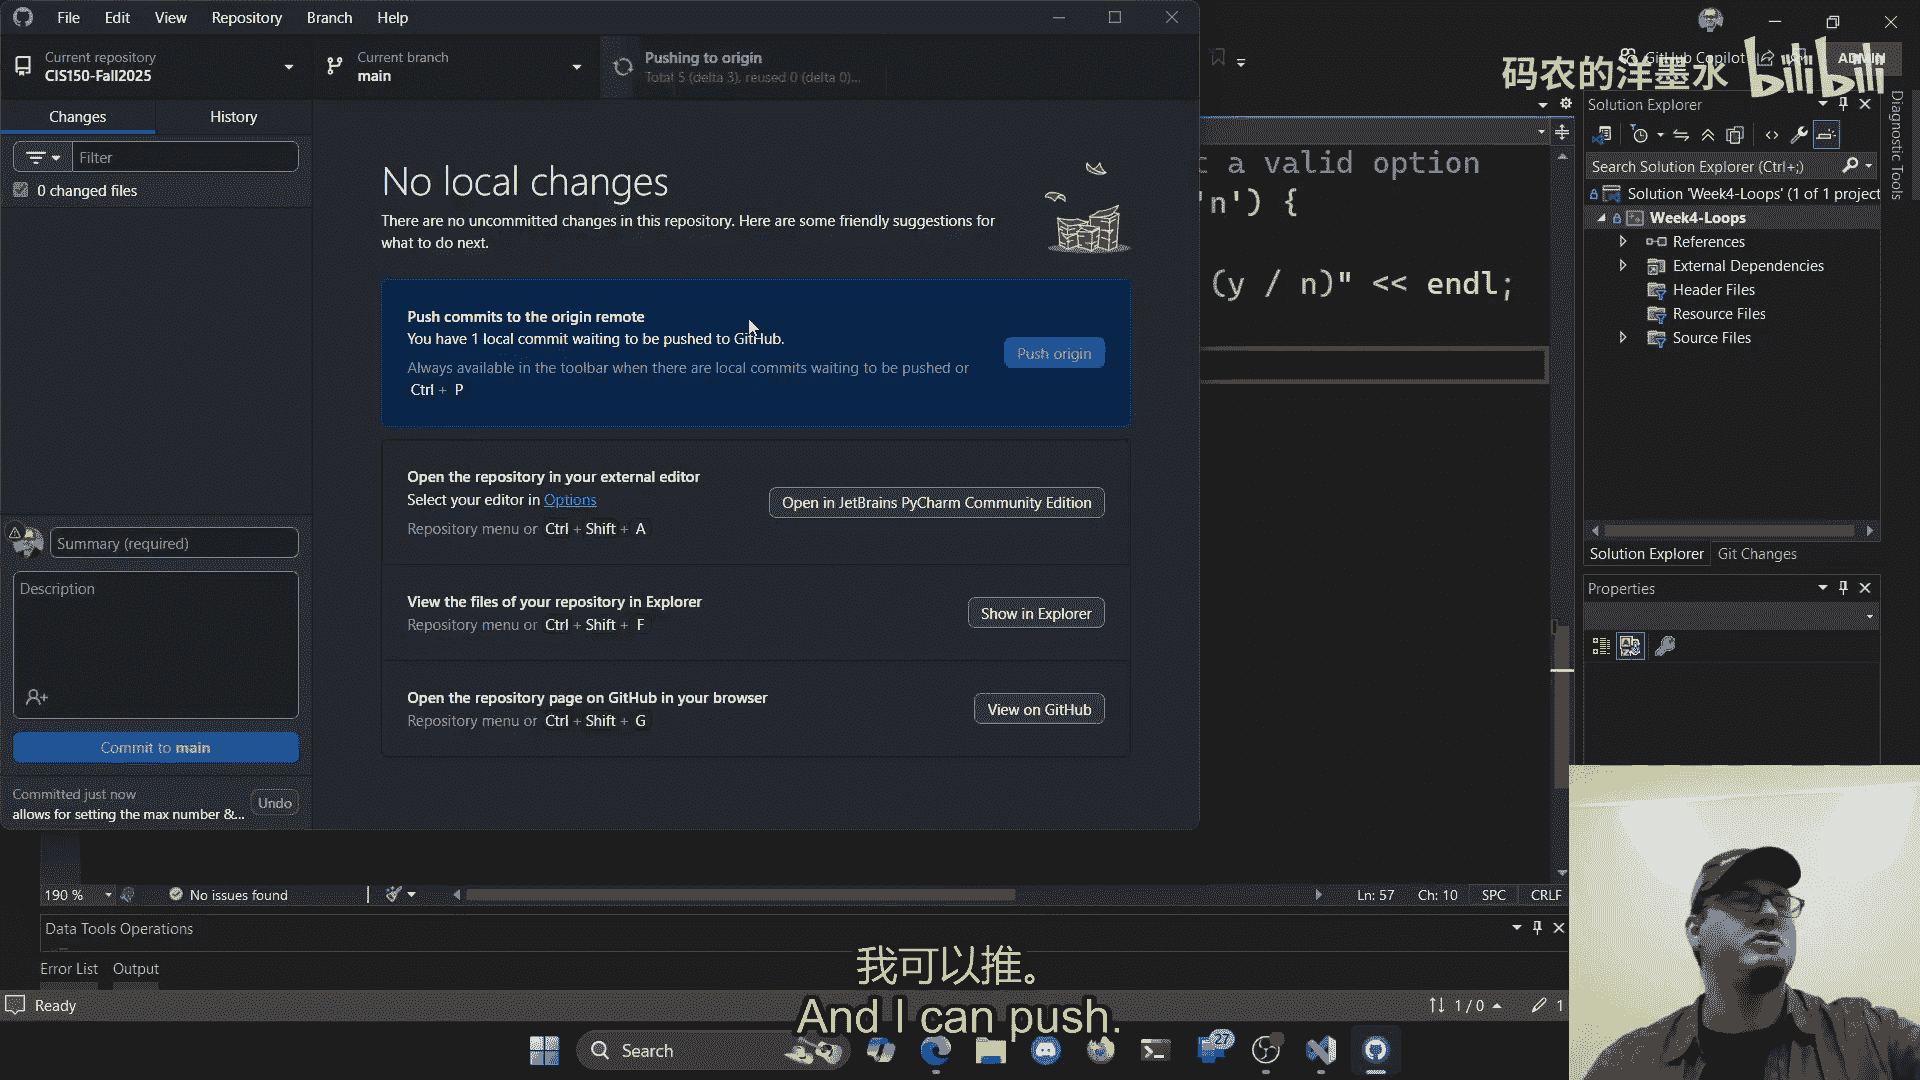 File Edit View Repository Branch Help
Current repository
CIS150-Fall2025
Current branch
main
Pushing to origin
Total 5 (delta 3), reused 0 (delta 0)...
Changes
History
Filter
0 changed files
No local changes
There are no uncommitted changes in this repository. Here are some friendly suggestions for
what to do next.
Push commits to the origin remote
You have 1 local commit waiting to be pushed to GitHub.
Always available in the toolbar when there are local commits waiting to be pushed or
Ctrl + P
Push origin
Open the repository in your external editor
Select your editor in Options
Repository menu or Ctrl + Shift + A
Open in JetBrains PyCharm Community Edition
View the files of your repository in Explorer
Repository menu or Ctrl + Shift + F
Show in Explorer
Open the repository page on GitHub in your browser
Repository menu or Ctrl + Shift + G
View on GitHub
Summary (required)
Description
Commit to main
Committed just now
allows for setting the max number &...
Undo
GitHub Copilot
码农的洋墨水 bilibili
t a valid option
'n') {
(y / n)" << endl;
Solution Explorer
Search Solution Explorer (Ctrl+;)
Solution 'Week4-Loops' (1 of 1 project
Week4-Loops
References
External Dependencies
Header Files
Resource Files
Source Files
Solution Explorer Git Changes
Properties
Diagnostic Tools
190 %
No issues found
Ln: 57 Ch: 10 SPC CRLF
Data Tools Operations
Error List Output
Ready
1 / 0
1
我可以推。
And I can push.
Search
27